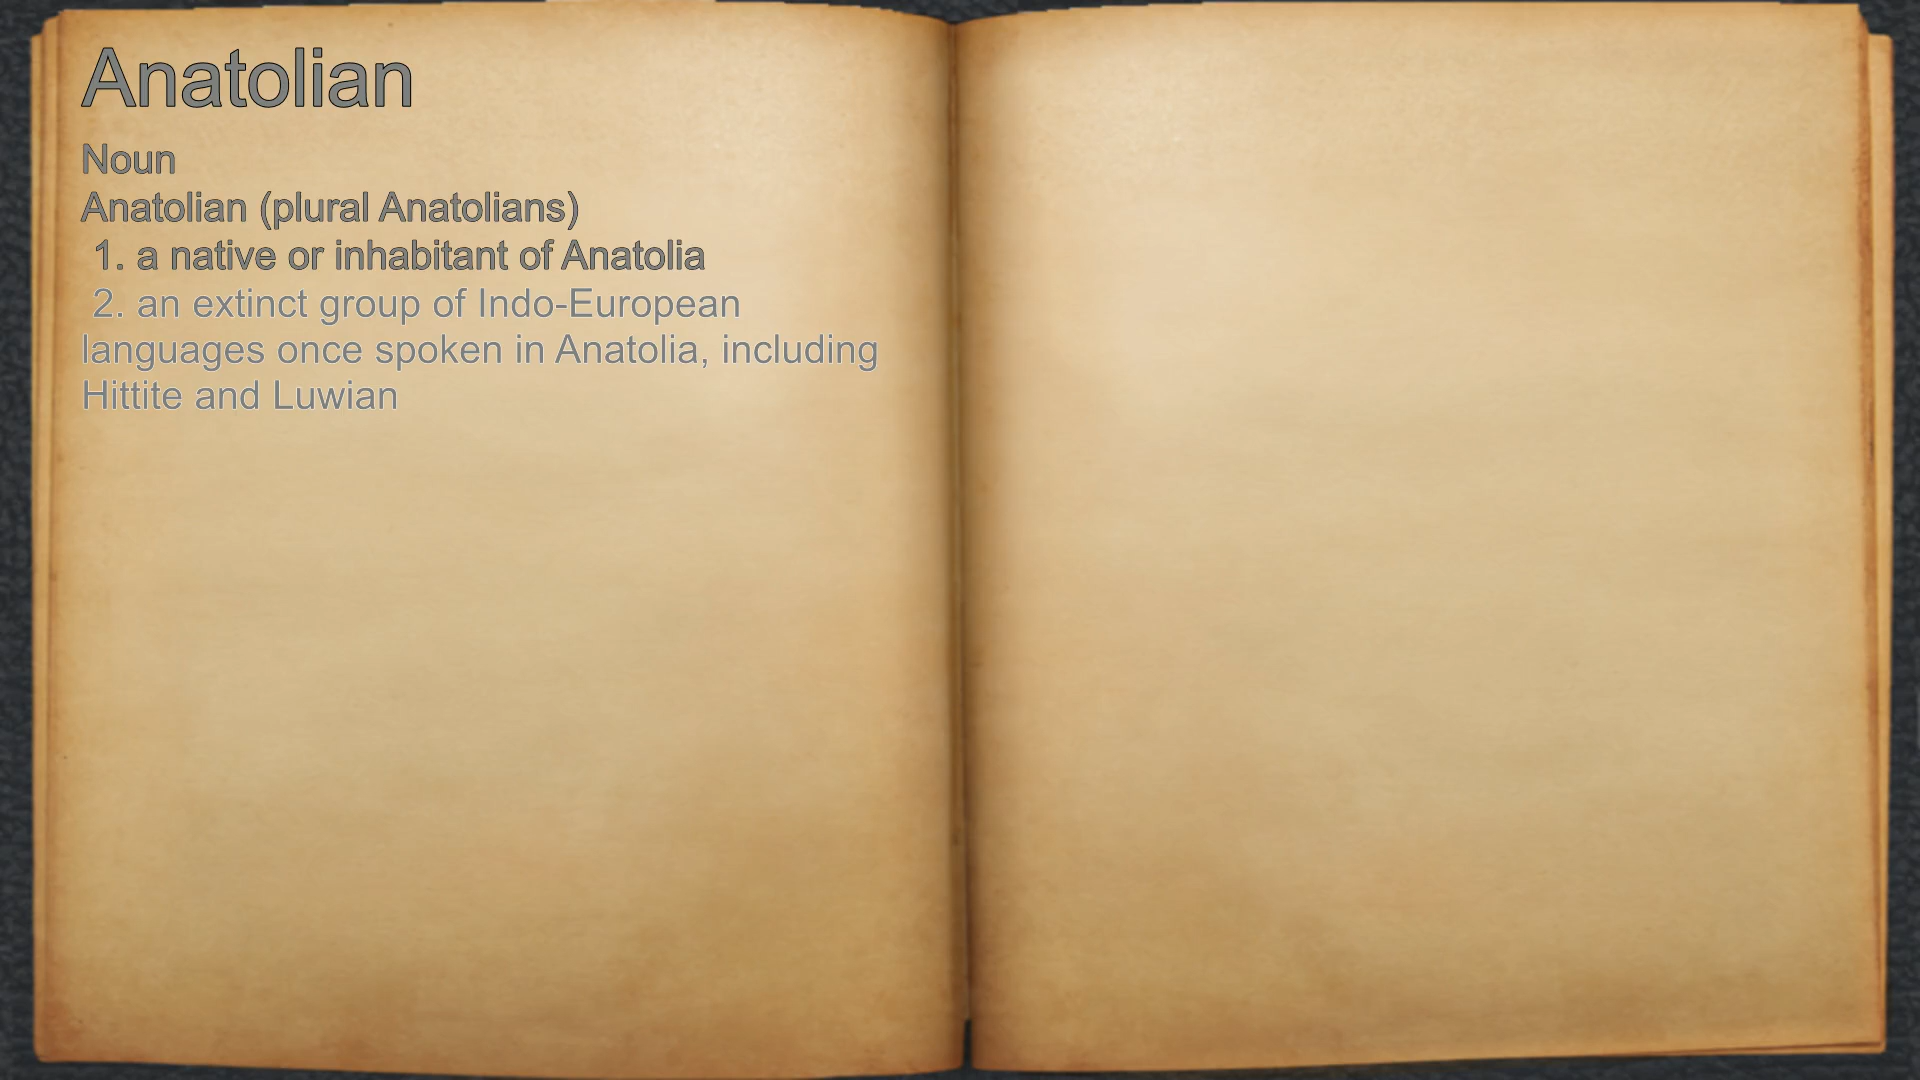 Anatolian
Noun
Anatolian (plural Anatolians)
1. a native or inhabitant of Anatolia
2. an extinct group of Indo-European
languages once spoken in Anatolia, including
Hittite and Luwian